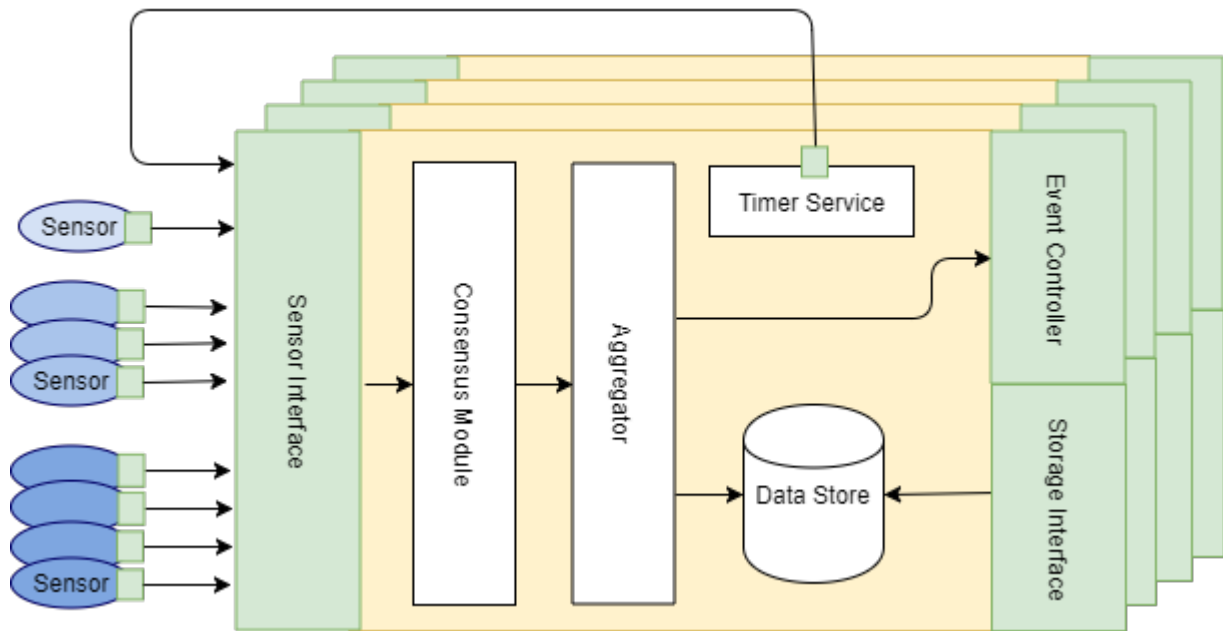 Sensor
Sensor
Sensor
Sensor Interface
Consensus Module
Aggregator
Timer Service
Data Store
Event Controller
Storage Interface